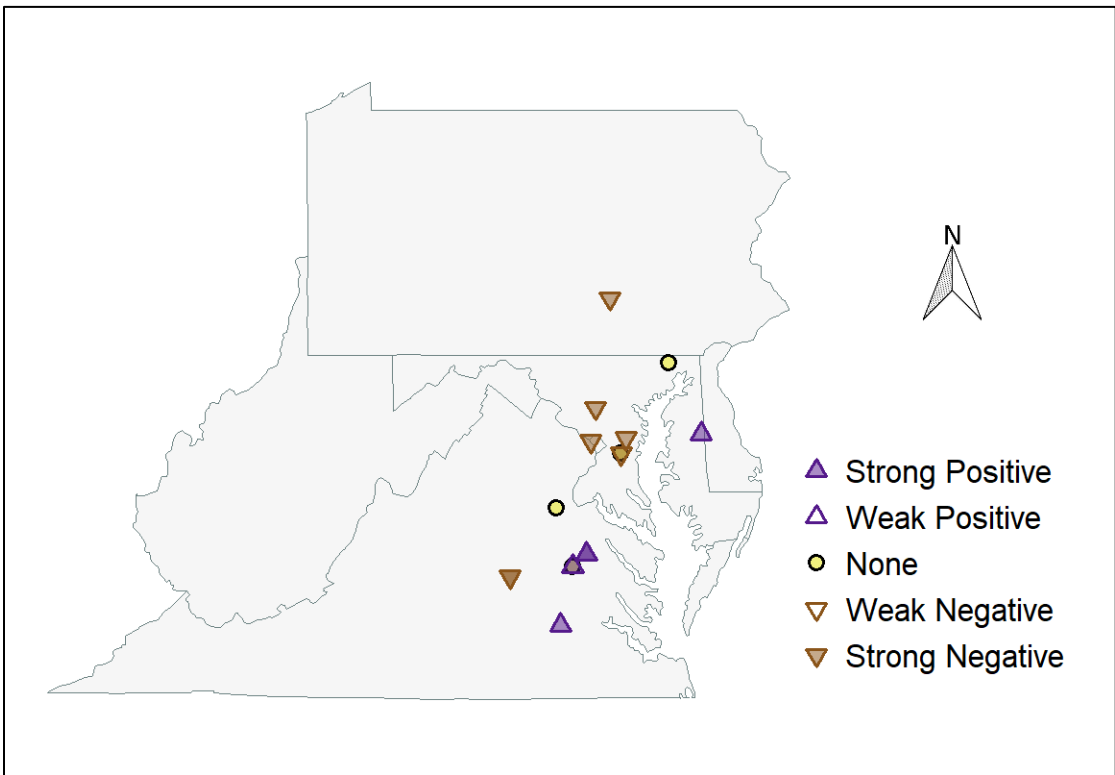 N
Strong Positive
Weak Positive
None
Weak Negative
Strong Negative